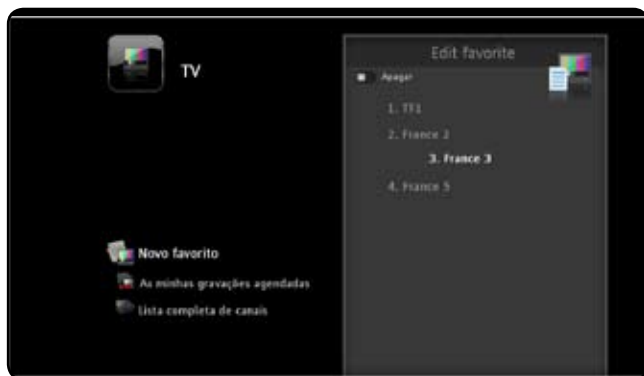 TV
Novo favorito
As minhas gravações agendadas
Lista completa de canais
Edit favorite
Apagar
1. TF1
2. France 2
3. France 3
4. France 5